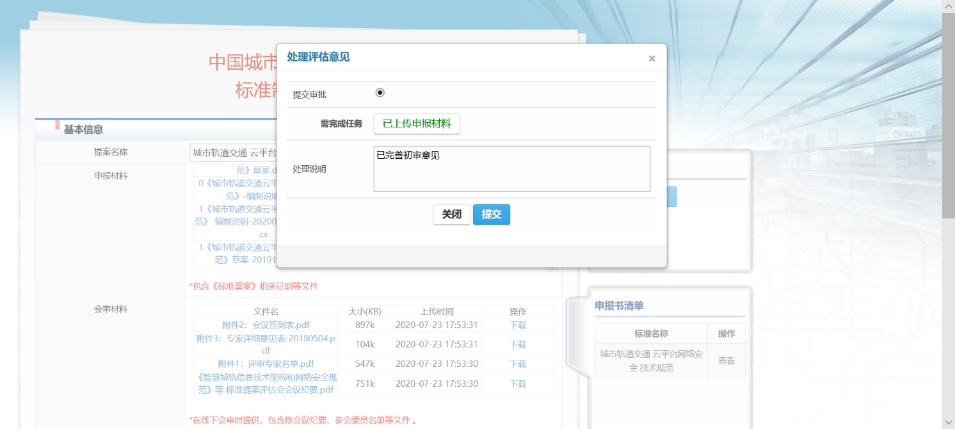 中国城市
标准制
处理评估意见
×
提交审批
需完成任务 已上传申报材料
处理说明 已完善初审意见
关闭 提交
基本信息
提案名称 城市轨道交通 云平台
申报材料
范》草案.d
0《城市轨道交通云平
范》-编制说明
1《城市轨道交通云平
范》-编制说明-20200
cx
1《城市轨道交通云平
范》草案-20191
*包含《标准草案》相关证明等文件
会审材料
文件名 大小(KB) 上传时间 操作
附件2：会议签到表.pdf 897k 2020-07-23 17:53:31 下载
附件3：专家详细意见表-20180504.p
df 104k 2020-07-23 17:53:31 下载
附件1：评审专家名单.pdf 547k 2020-07-23 17:53:30 下载
《智慧城轨信息技术架构和网络安全规
范》等 标准提案评估会会议纪要.pdf 751k 2020-07-23 17:53:30 下载
*在线下会审时提供，包含修会议纪要、参会委员名单等文件 。
申报书清单
标准名称 操作
城市轨道交通 云平台网络安
全 技术规范 查看